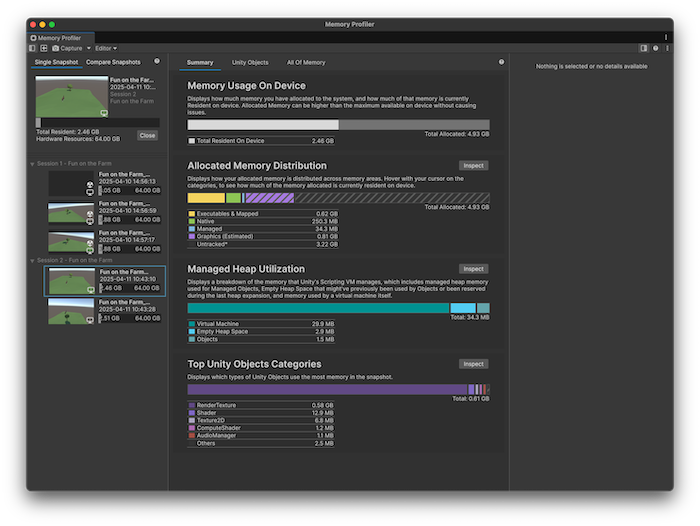 Memory Profiler
Memory Profiler
Capture Editor
Single Snapshot Compare Snapshots
Fun on the Far...
2025-04-11 10...
Session 2
Fun on the Farm
Total Resident: 2.46 GB
Hardware Resources: 64.00 GB
Close
Session 1 - Fun on the Farm
Fun on the Farm_...
2025-04-10 14:56:13
.05 GB 64.00 GB
Fun on the Farm_...
2025-04-10 14:56:59
.88 GB 64.00 GB
Fun on the Farm_...
2025-04-10 14:57:17
.88 GB 64.00 GB
Session 2 - Fun on the Farm
Fun on the Farm...
2025-04-11 10:43:10
2.46 GB 64.00 GB
Fun on the Farm_...
2025-04-11 10:43:28
2.51 GB 64.00 GB
Summary Unity Objects All Of Memory
Memory Usage On Device
Displays how much memory you have allocated to the system, and how much of that memory is currently
Resident on device. Allocated Memory can be higher than the maximum available on device without causing
issues.
Total Allocated: 4.93 GB
Total Resident On Device 2.46 GB
Allocated Memory Distribution
Inspect
Displays how your allocated memory is distributed across memory areas. Hover with your cursor on the
categories, to see how much of the memory allocated is currently resident on device.
Total Allocated: 4.93 GB
Executables & Mapped 0.62 GB
Native 250.3 MB
Managed 34.3 MB
Graphics (Estimated) 0.81 GB
Untracked* 3.22 GB
Managed Heap Utilization
Inspect
Displays a breakdown of the memory that Unity's Scripting VM manages, which includes managed heap memory
used for Managed Objects, Empty Heap Space that might've previously been used by Objects or been reserved
during the last heap expansion, and memory used by a virtual machine itself.
Total: 34.3 MB
Virtual Machine 29.9 MB
Empty Heap Space 2.9 MB
Objects 1.5 MB
Top Unity Objects Categories
Inspect
Displays which types of Unity Objects use the most memory in the snapshot.
Total: 0.61 GB
RenderTexture 0.58 GB
Shader 12.9 MB
Texture2D 6.8 MB
ComputeShader 1.2 MB
AudioManager 1.1 MB
Others 2.5 MB
Nothing is selected or no details available